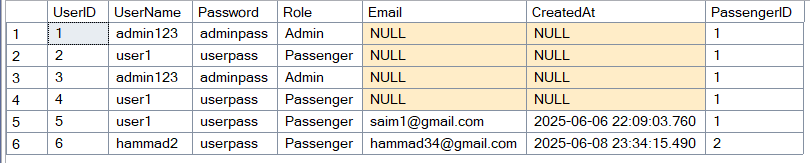 UserID UserName Password Role Email CreatedAt PassengerID
1 1 admin123 adminpass Admin NULL NULL 1
2 2 user1 userpass Passenger NULL NULL 1
3 3 admin123 adminpass Admin NULL NULL 1
4 4 user1 userpass Passenger NULL NULL 1
5 5 user1 userpass Passenger saim1@gmail.com 2025-06-06 22:09:03.760 1
6 6 hammad2 userpass Passenger hammad34@gmail.com 2025-06-08 23:34:15.490 2